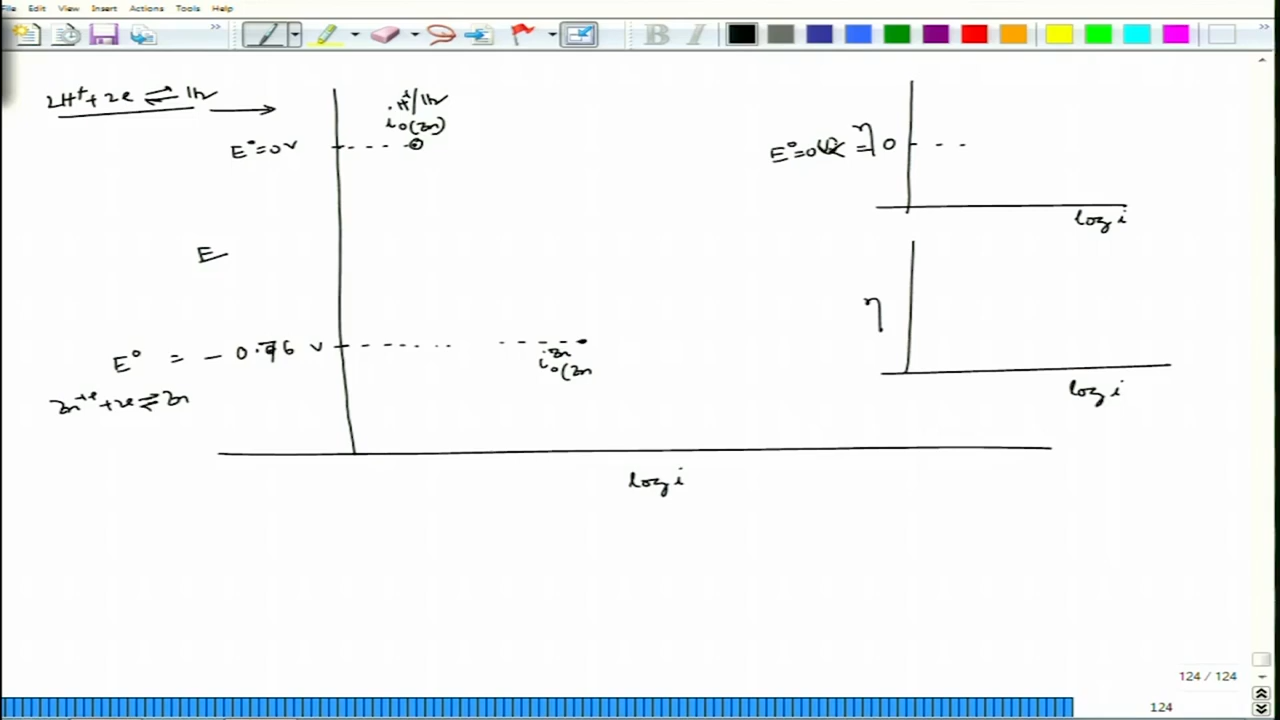 File Edit View Insert Actions Tools Help
2H⁺ + 2e ⇌ H₂
i₀(Zn) H⁺/H₂
E° = 0 V
E
E° = - 0.76 V
Zn⁺² + 2e ⇌ Zn
i₀(Zn Zn
log i
E° = 0 = η 0
log i
η
log i
124 / 124
124